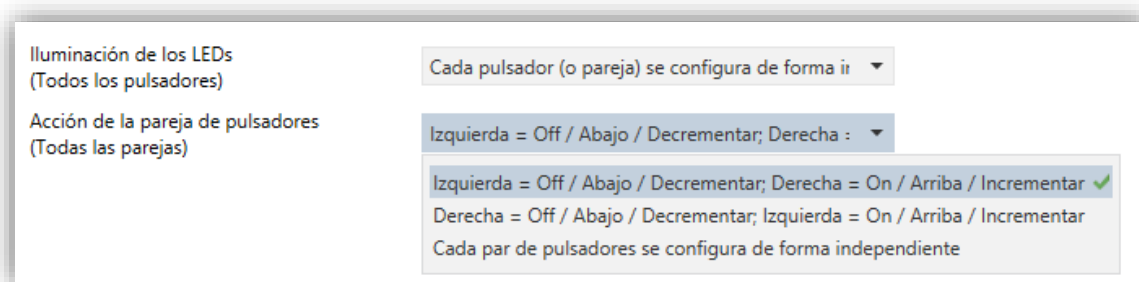 Iluminación de los LEDs
(Todos los pulsadores)
Cada pulsador (o pareja) se configura de forma ir
Acción de la pareja de pulsadores
(Todas las parejas)
Izquierda = Off / Abajo / Decrementar; Derecha :
Izquierda = Off / Abajo / Decrementar; Derecha = On / Arriba / Incrementar
Derecha = Off / Abajo / Decrementar; Izquierda = On / Arriba / Incrementar
Cada par de pulsadores se configura de forma independiente